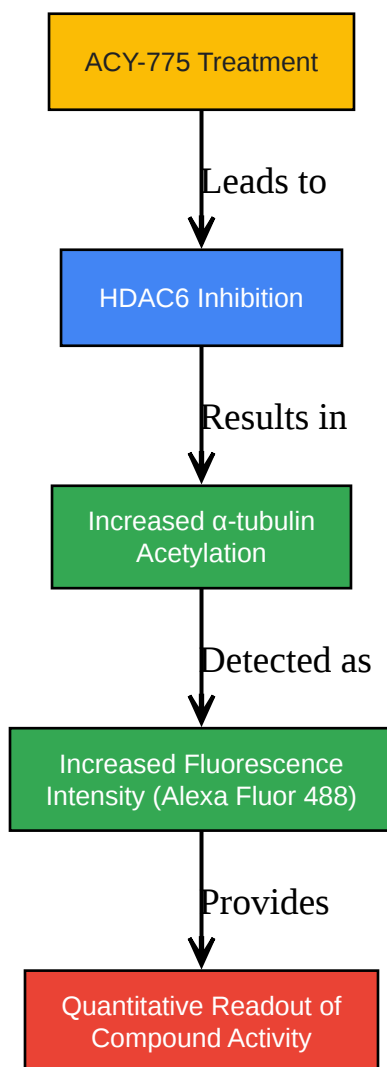 ACY-775 Treatment
Leads to
HDAC6 Inhibition
Results in
Increased α-tubulin
Acetylation
Detected as
Increased Fluorescence
Intensity (Alexa Fluor 488)
Provides
Quantitative Readout of
Compound Activity